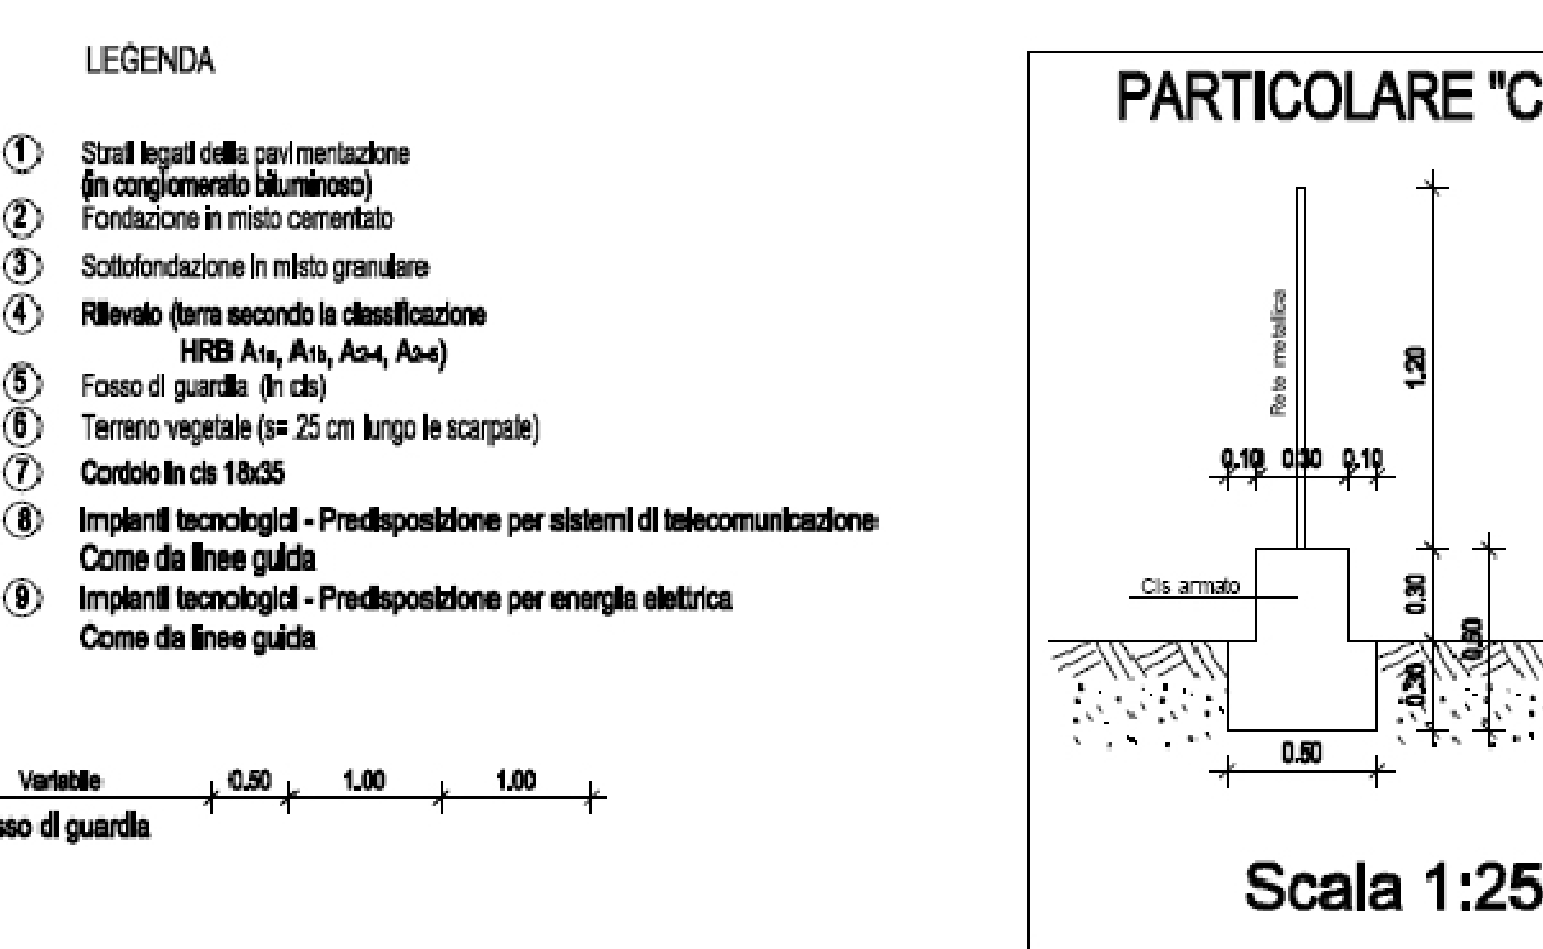 LEGENDA
1 Strati legati della pavimentazione
(in conglomerato bituminoso)
2 Fondazione in misto cementato
3 Sottofondazione in misto granulare
4 Rilevato (terra secondo la classificazione
HRB A1a, A1b, A2-4, A2-5)
5 Fosso di guardia (in cls)
6 Terreno vegetale (s= 25 cm lungo le scarpate)
7 Cordolo in cls 18x35
8 Impianti tecnologici - Predisposizione per sistemi di telecomunicazione
Come da linee guida
9 Impianti tecnologici - Predisposizione per energia elettrica
Come da linee guida
Variabile 0.50 1.00 1.00
sso di guardia
PARTICOLARE "C
Rete metallica
1.20
0.10 0.30 0.10
Cls armato
0.30
0.60
0.30
0.50
Scala 1:25